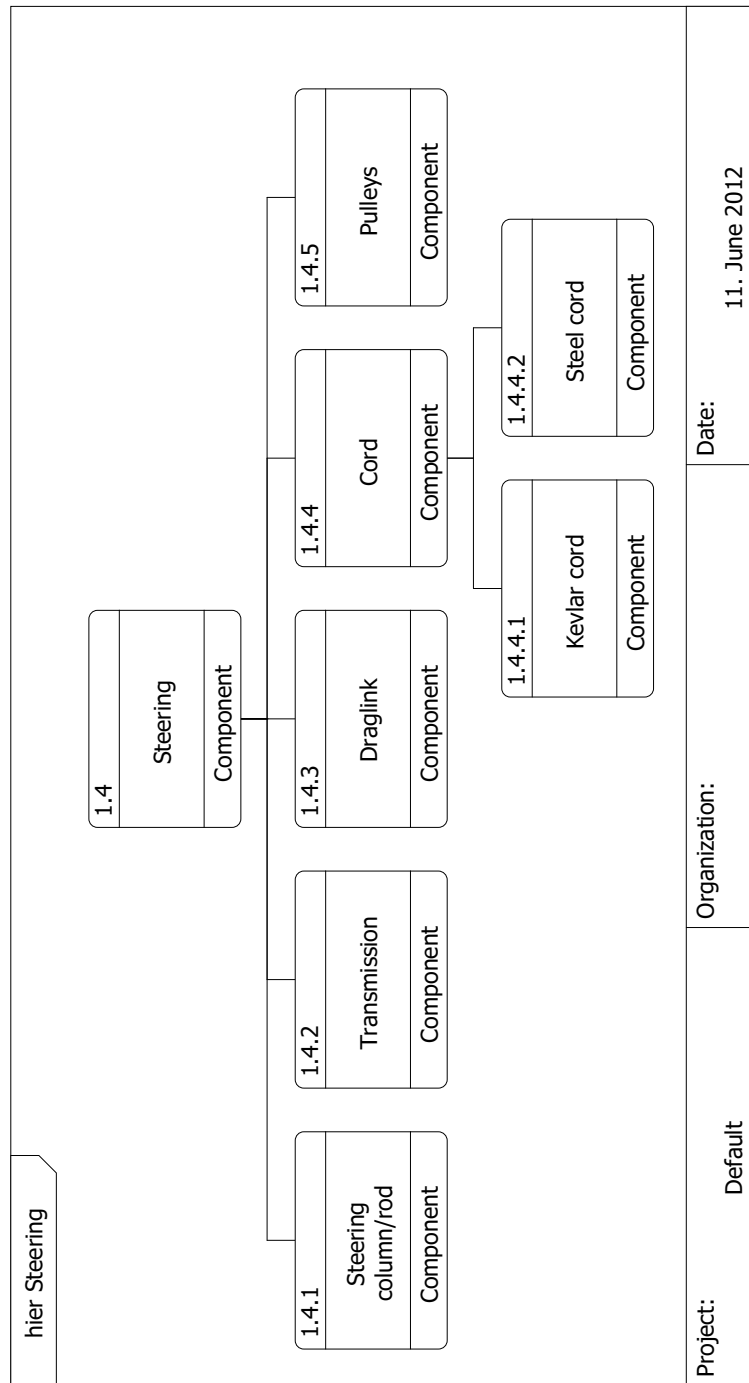 hier Steering
1.4
Steering
Component
1.4.1
Steering
column/rod
Component
1.4.2
Transmission
Component
1.4.3
Draglink
Component
1.4.4
Cord
Component
1.4.5
Pulleys
Component
1.4.4.1
Kevlar cord
Component
1.4.4.2
Steel cord
Component
Project:
Default
Organization:
Date:
11. June 2012